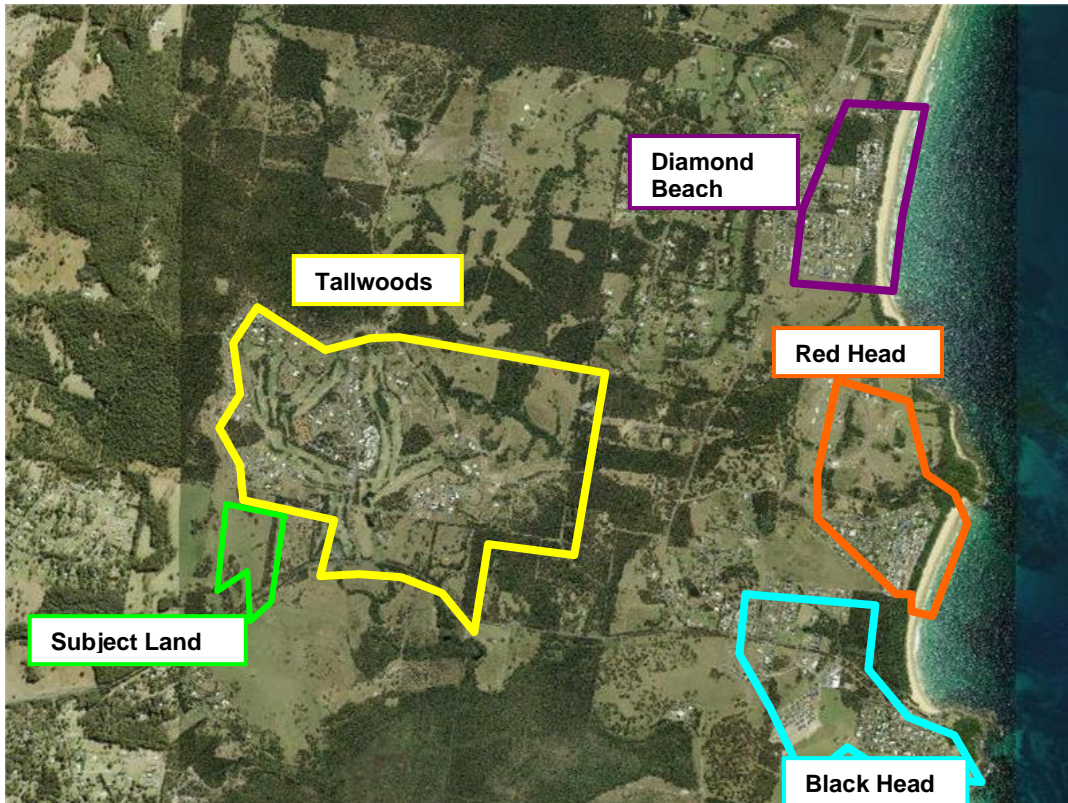 Diamond
Beach
Tallwoods
Red Head
Subject Land
Black Head